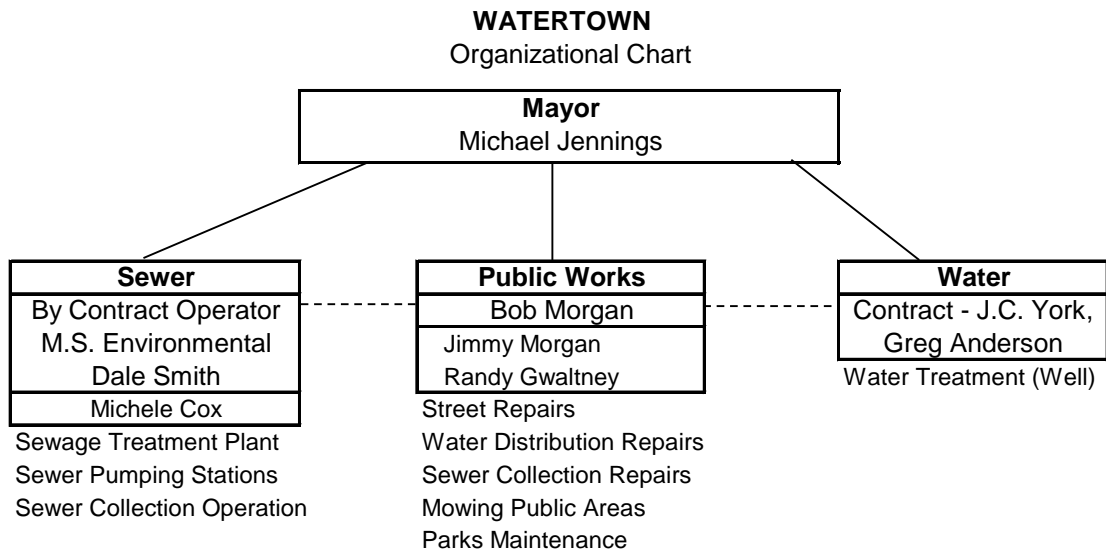 WATERTOWN
Organizational Chart
Mayor
Michael Jennings
Sewer
By Contract Operator
M.S. Environmental
Dale Smith
Michele Cox
Sewage Treatment Plant
Sewer Pumping Stations
Sewer Collection Operation
Public Works
Bob Morgan
Jimmy Morgan
Randy Gwaltney
Street Repairs
Water Distribution Repairs
Sewer Collection Repairs
Mowing Public Areas
Parks Maintenance
Water
Contract - J.C. York,
Greg Anderson
Water Treatment (Well)